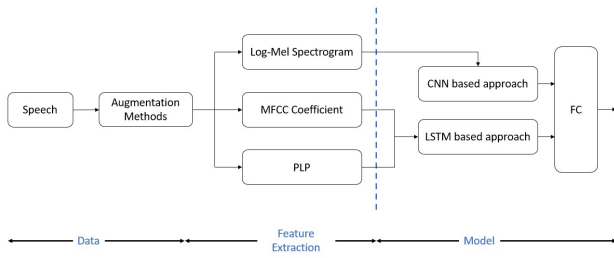 Log-Mel Spectrogram
CNN based approach
Speech
Augmentation
Methods
MFCC Coefficient
FC
LSTM based approach
PLP
Data
Feature
Extraction
Model